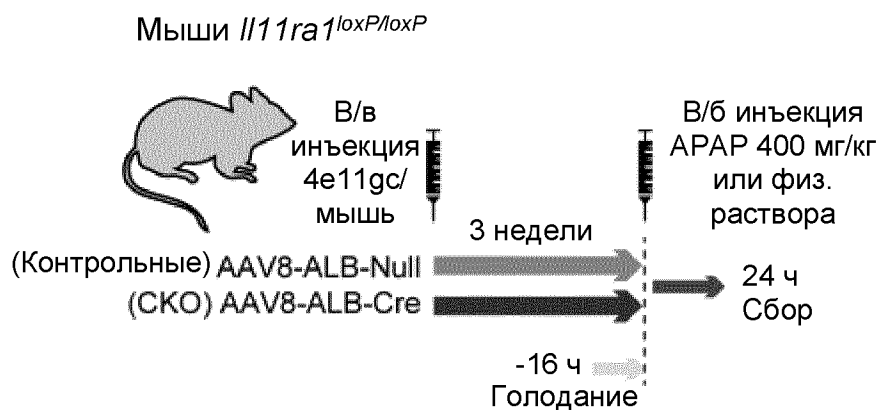 Мыши Il11ra1loxP/loxP
В/в
инъекция
4e11gc/
мышь
В/б инъекция
APAP 400 мг/кг
или физ.
раствора
3 недели
(Контрольные) AAV8-ALB-Null
(CKO) AAV8-ALB-Cre
24 ч
Сбор
-16 ч
Голодание